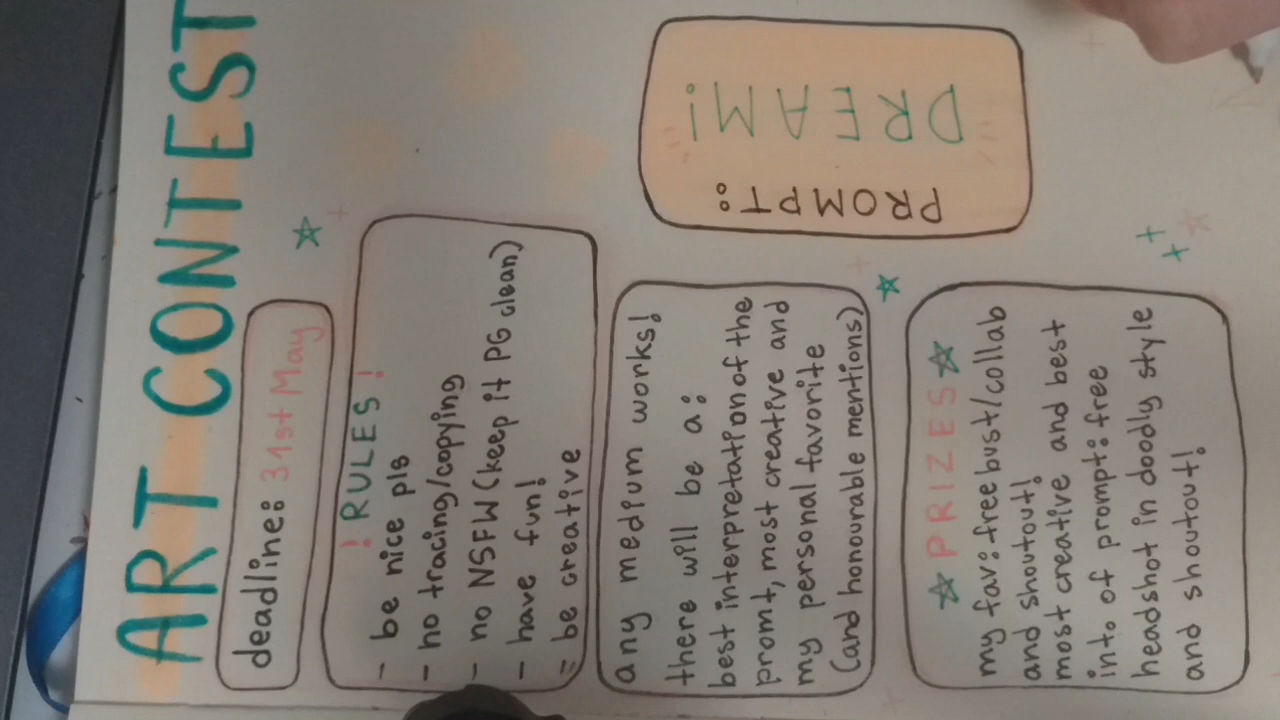 ART CONTEST
deadline: 31st May
! RULES !
- be nice pls
- no tracing/copying
- no NSFW (keep it PG clean)
- have fun!
- be creative
any medium works!
there will be a:
best interpretation of the
promt, most creative and
my personal favorite
(and honourable mentions)
PROMPT:
DREAM!
PRIZES
my fav: free bust/collab
and shoutout!
most creative and best
into of prompt: free
headshot in doodly style
and shoutout!